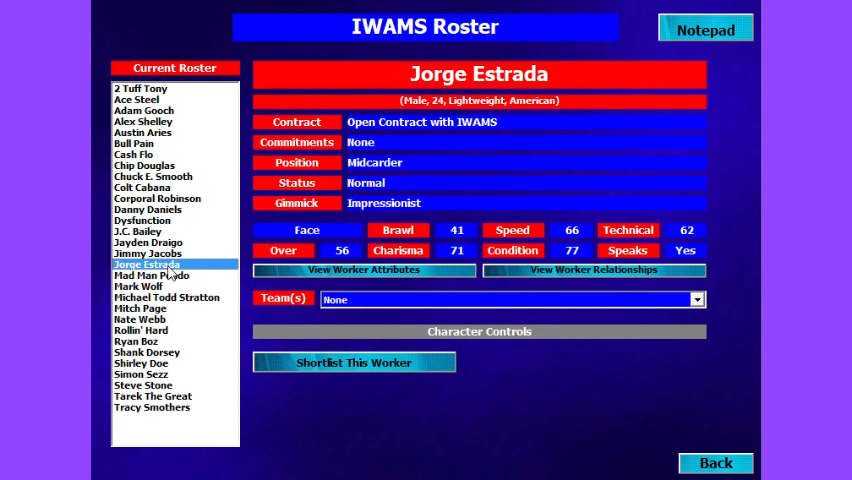 IWAMS Roster
Notepad
Current Roster
2 Tuff Tony
Ace Steel
Adam Gooch
Alex Shelley
Austin Aries
Bull Pain
Cash Flo
Chip Douglas
Chuck E. Smooth
Colt Cabana
Corporal Robinson
Danny Daniels
Dysfunction
J.C. Bailey
Jayden Draigo
Jimmy Jacobs
Jorge Estrada
Mad Man Pondo
Mark Wolf
Michael Todd Stratton
Mitch Page
Nate Webb
Rollin' Hard
Ryan Boz
Shank Dorsey
Shirley Doe
Simon Sezz
Steve Stone
Tarek The Great
Tracy Smothers
Jorge Estrada
(Male, 24, Lightweight, American)
Contract Open Contract with IWAMS
Commitments None
Position Midcarder
Status Normal
Gimmick Impressionist
Face Brawl 41 Speed 66 Technical 62
Over 56 Charisma 71 Condition 77 Speaks Yes
View Worker Attributes View Worker Relationships
Team(s) None
Character Controls
Shortlist This Worker
Back